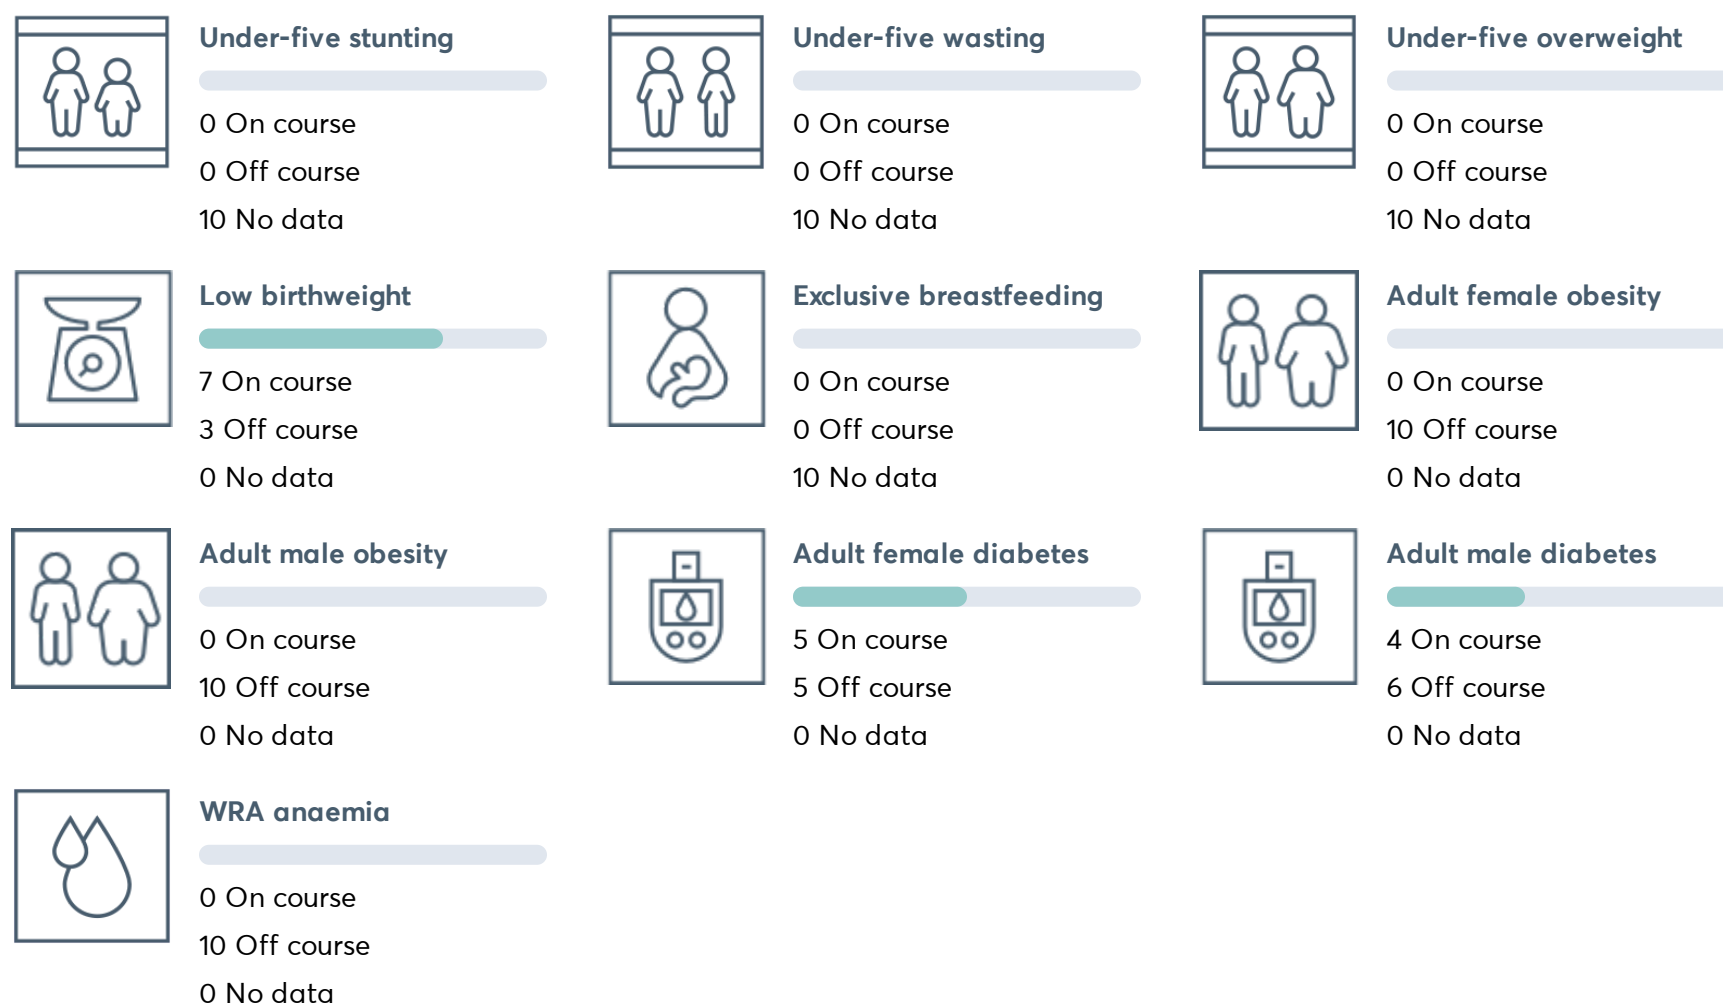 Under-five stunting
0 On course
0 Off course
10 No data
Under-five wasting
0 On course
0 Off course
10 No data
Under-five overweight
0 On course
0 Off course
10 No data
Low birthweight
7 On course
3 Off course
0 No data
Exclusive breastfeeding
0 On course
0 Off course
10 No data
Adult female obesity
0 On course
10 Off course
0 No data
Adult male obesity
0 On course
10 Off course
0 No data
Adult female diabetes
5 On course
5 Off course
0 No data
Adult male diabetes
4 On course
6 Off course
0 No data
WRA anaemia
0 On course
10 Off course
0 No data